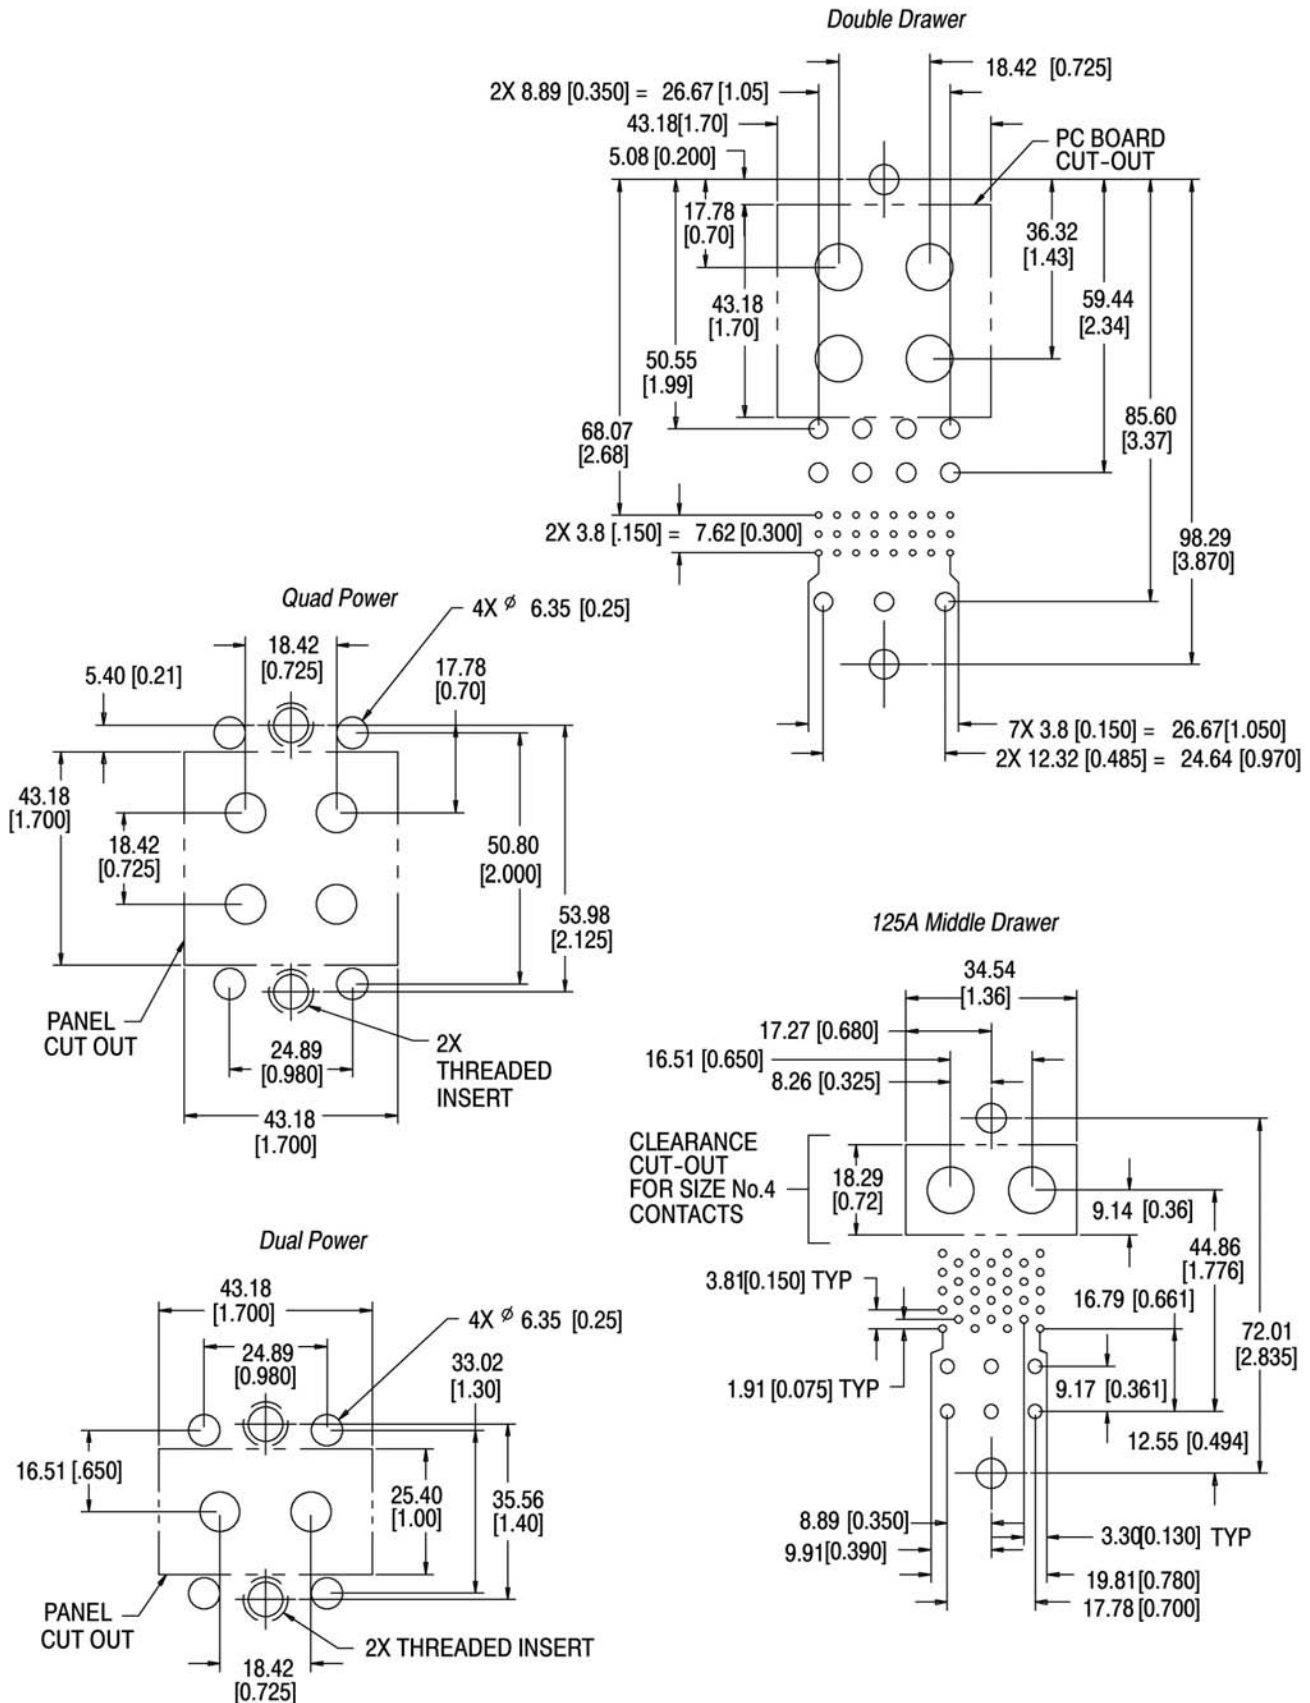 Double Drawer
18.42 [0.725]
2X 8.89 [0.350] = 26.67 [1.05]
43.18[1.70]
5.08 [0.200]
PC BOARD
CUT-OUT
17.78
[0.70]
36.32
[1.43]
43.18
[1.70]
59.44
[2.34]
50.55
[1.99]
68.07
[2.68]
85.60
[3.37]
2X 3.8 [.150] = 7.62 [0.300]
98.29
[3.870]
7X 3.8 [0.150] = 26.67[1.050]
2X 12.32 [0.485] = 24.64 [0.970]
Quad Power
4X ø 6.35 [0.25]
18.42
[0.725]
5.40 [0.21]
17.78
[0.70]
43.18
[1.700]
18.42
[0.725]
50.80
[2.000]
53.98
[2.125]
PANEL
CUT OUT
24.89
[0.980]
2X
THREADED
INSERT
43.18
[1.700]
125A Middle Drawer
34.54
[1.36]
17.27 [0.680]
16.51 [0.650]
8.26 [0.325]
CLEARANCE
CUT-OUT
FOR SIZE No.4
CONTACTS
18.29
[0.72]
9.14 [0.36]
44.86
[1.776]
3.81[0.150] TYP
16.79 [0.661]
72.01
[2.835]
1.91 [0.075] TYP
9.17 [0.361]
12.55 [0.494]
8.89 [0.350]
3.30[0.130] TYP
9.91[0.390]
19.81[0.780]
17.78 [0.700]
Dual Power
43.18
[1.700]
4X ø 6.35 [0.25]
24.89
[0.980]
33.02
[1.30]
16.51 [.650]
25.40
[1.00]
35.56
[1.40]
PANEL
CUT OUT
2X THREADED INSERT
18.42
[0.725]